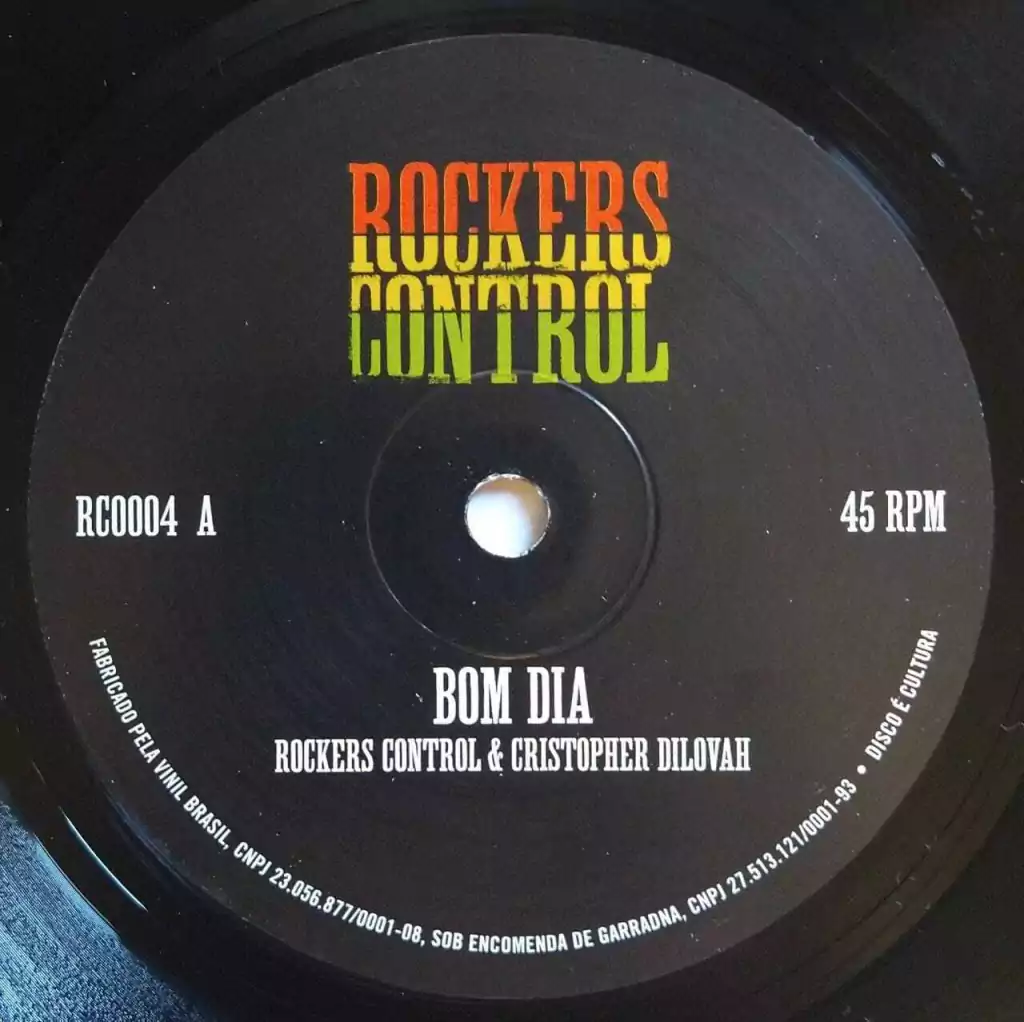 ROCKERS
CONTROL
RC0004 A
45 RPM
BOM DIA
ROCKERS CONTROL & CRISTOPHER DILOVAH
FABRICADO PELA VINIL BRASIL, CNPJ 23.056.877/0001-08, SOB ENCOMENDA DE GARRADNA, CNPJ 27.513.121/0001-93 • DISCO É CULTURA